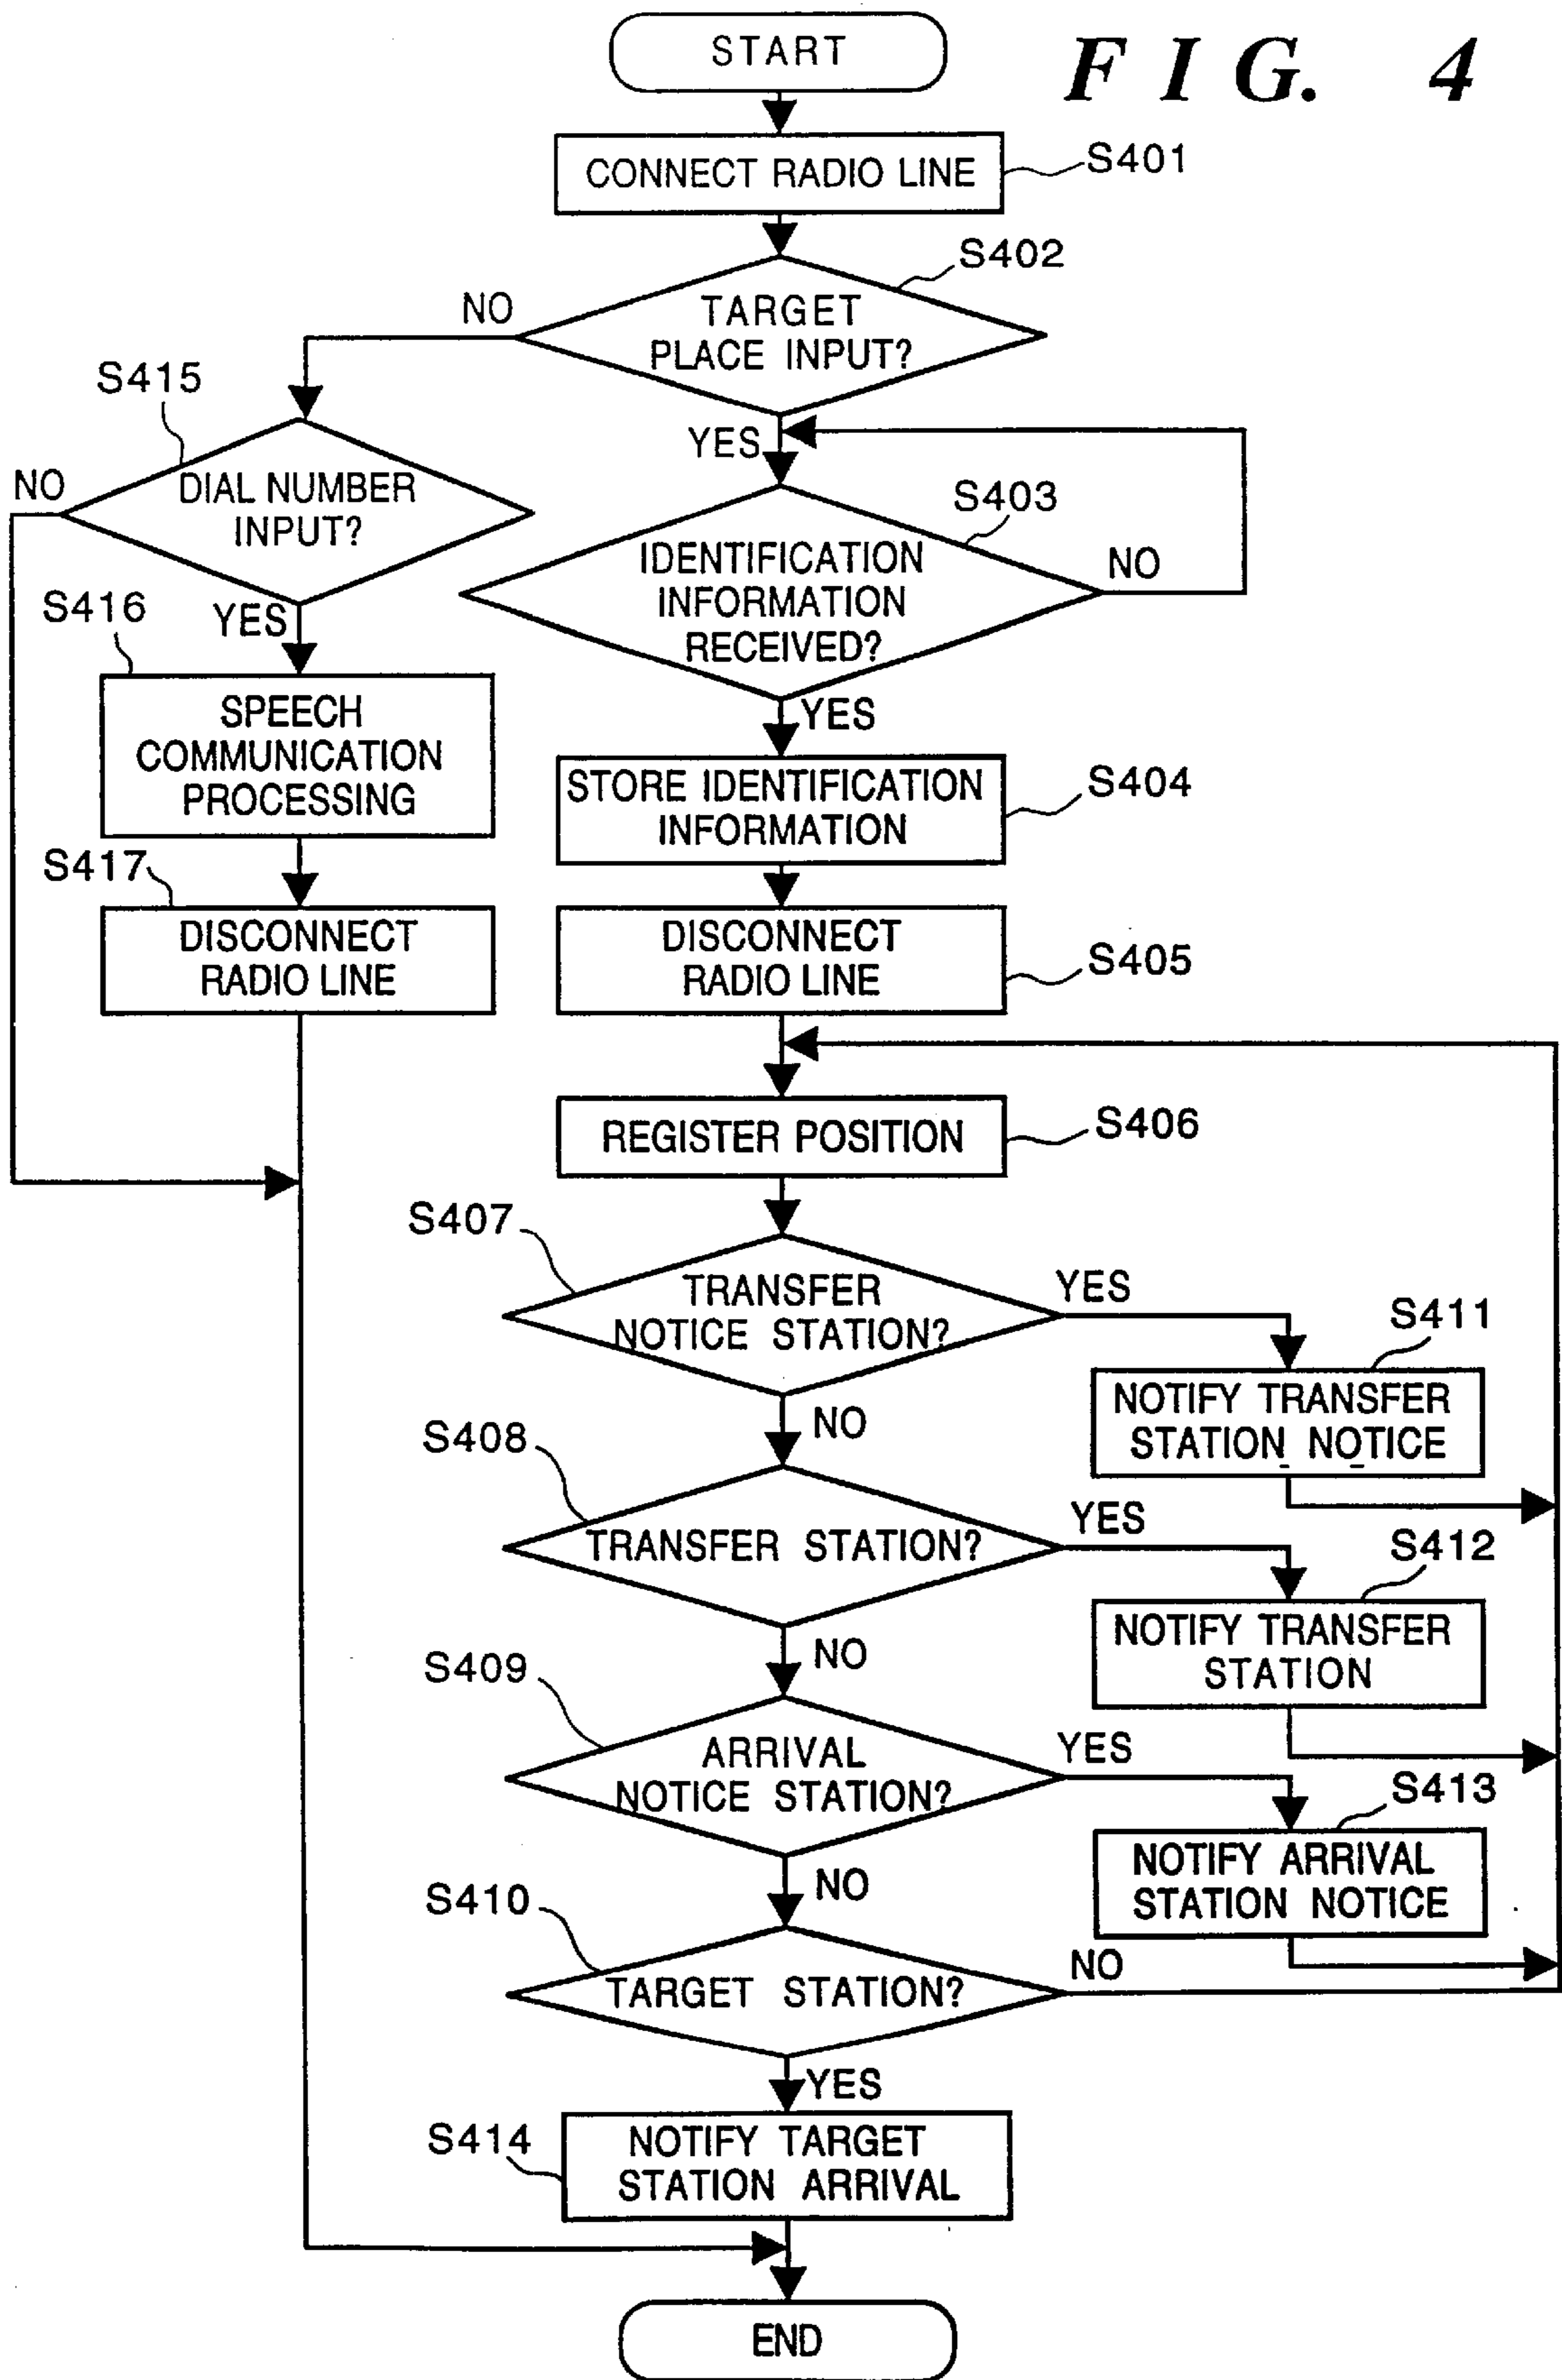 START
FIG. 4
CONNECT RADIO LINE
S401
S402
TARGET
PLACE INPUT?
NO
YES
S415
DIAL NUMBER
INPUT?
NO
YES
S403
IDENTIFICATION
INFORMATION
RECEIVED?
NO
YES
S416
SPEECH
COMMUNICATION
PROCESSING
STORE IDENTIFICATION
INFORMATION
S404
S417
DISCONNECT
RADIO LINE
DISCONNECT
RADIO LINE
S405
REGISTER POSITION
S406
S407
TRANSFER
NOTICE STATION?
YES
NO
S411
NOTIFY TRANSFER
STATION NOTICE
S408
TRANSFER STATION?
YES
NO
S412
NOTIFY TRANSFER
STATION
S409
ARRIVAL
NOTICE STATION?
YES
NO
S413
NOTIFY ARRIVAL
STATION NOTICE
S410
TARGET STATION?
NO
YES
S414
NOTIFY TARGET
STATION ARRIVAL
END